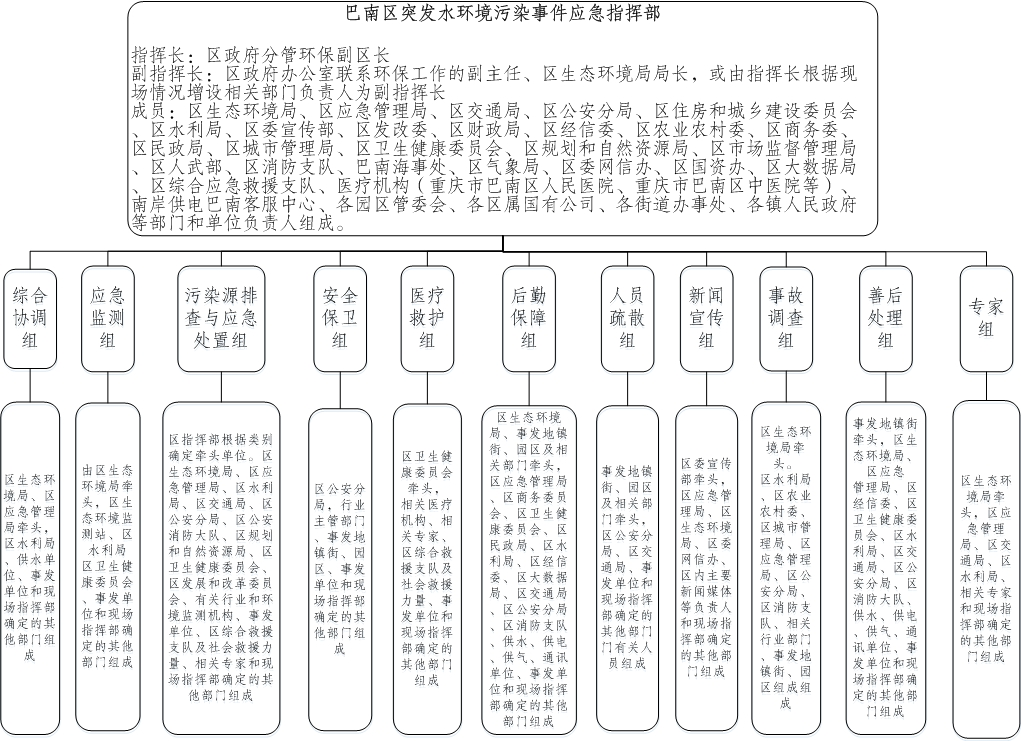 巴南区突发水环境污染事件应急指挥部
指挥长：区政府分管环保副区长
副指挥长：区政府办公室联系环保工作的副主任、区生态环境局局长，或由指挥长根据现
场情况增设相关部门负责人为副指挥长
成员：区生态环境局、区应急管理局、区交通局、区公安分局、区住房和城乡建设委员会
、区水利局、区委宣传部、区发改委、区财政局、区经信委、区农业农村委、区商务委、
区民政局、区城市管理局、区卫生健康委员会、区规划和自然资源局、区市场监督管理局
、区人武部、区消防支队、巴南海事处、区气象局、区委网信办、区国资办、区大数据局
、区综合应急救援支队、医疗机构（重庆市巴南区人民医院、重庆市巴南区中医院等）、
南岸供电巴南客服中心、各园区管委会、各区属国有公司、各街道办事处、各镇人民政府
等部门和单位负责人组成。
综合
协调
组
应急
监测
组
污染源排
查与应急
处置组
安全
保卫
组
医疗
救护
组
后勤
保障
组
人员
疏散
组
新闻
宣传
组
事故
调查
组
善后
处理
组
专家
组
区生态环
境局、区
应急管理
局牵头，
区水利局
、供水单
位、事发
单位和现
场指挥部
确定的其
他部门组
成
由区生态
环境局牵
头，区生
态环境监
测站、区
水利局
区卫生健
康委员会
、事发单
位和现场
指挥部确
定的其他
部门组成
区指挥部根据类别
确定牵头单位。区
生态环境局、区应
急管理局、区水利
局、区交通局、区
公安分局、区公安
消防大队、区规划
和自然资源局、区
卫生健康委员会、
区发展和改革委员
会、有关行业和环
境监测机构、事发
单位、区综合救援
支队及社会救援力
量、相关专家和现
场指挥部确定的其
他部门组成
区公安分
局，行业
主管部门
、事发地
镇街、园
区、事发
单位和现
场指挥部
确定的其
他部门组
成
区卫生健
康委员会
牵头，
相关医疗
机构、相
关专家、
区综合救
援支队及
社会救援
力量、事
发单位和
现场指挥
部确定的
其他部门
组成
区生态环境
局、事发地镇
街、园区及相
关部门牵头，
区应急管理局
、区商务委员
会、区卫生健
康委员会、区
民政局、区水
利局、区经信
委、区大数据
局、区交通局
、区公安分局
、区消防支队
、供水、供电
、供气、通讯
单位、事发单
位和现场指挥
部确定的其他
部门组成
事发地镇
街、园区
及相关部
门牵头，
区公安分
局、区交
通局、事
发单位和
现场指挥
部确定的
其他部门
门有关人
员组成
区委宣传
部牵头，
区应急管
理局、区
生态环境
局、区委
网信办、
区内主要
新闻媒体
等负责人
和现场指
挥部确定
的其他部
门组成
区生态环
境局牵
头。
区水利局
、区农业
农村委、
区城市管
理局、区
应急管理
局、区公
安分局、
区消防支
队、相关
行业部门
、事发地
镇街、园
区组成组
成
事发地镇街
牵头，区生
态环境局、
区应急
管理局、区
经信委、区
卫生健康委
员会、区水
利局、区交
通局、区公
安分局、区
消防大队、
供水、供电
、供气、通
讯单位、事
发单位和现
场指挥部确
定的其他部
门组成
区生态环
境局牵
头，区应
急管理
局、区交
通局、区
水利局、
相关专家
和现场指
挥部确定
的其他部
门组成